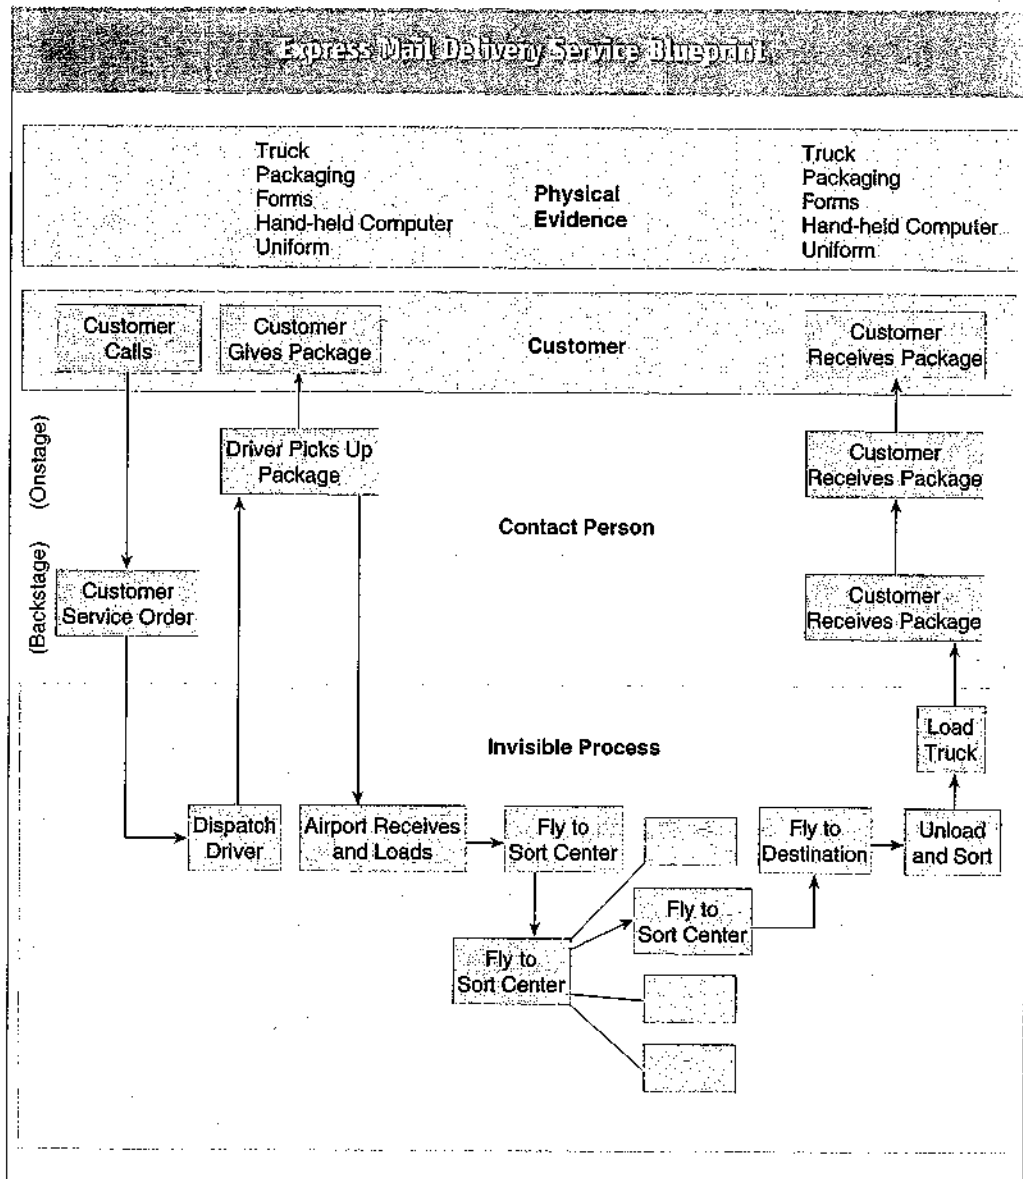 Express Mail Delivery Service Blueprint
Truck
Packaging
Forms
Hand-held Computer
Uniform
Physical
Evidence
Truck
Packaging
Forms
Hand-held Computer
Uniform
Customer
Calls
Customer
Gives Package
Customer
Customer
Receives Package
(Onstage)
Driver Picks Up
Package
Customer
Receives Package
Contact Person
(Backstage)
Customer
Service Order
Customer
Receives Package
Invisible Process
Load
Truck
Dispatch
Driver
Airport Receives
and Loads
Fly to
Sort Center
Fly to
Destination
Unload
and Sort
Fly to
Sort Center
Fly to
Sort Center